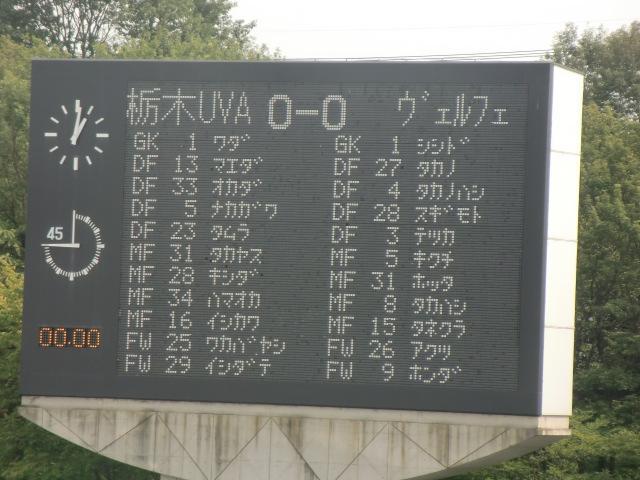 栃木UVA 0-0 ヴェルフェ
GK 1 ワダ GK 1 シシド
DF 13 マエダ DF 27 タカノ
DF 33 オカダ DF 4 タカノハシ
DF 5 ナカガワ DF 28 スギモト
DF 23 タムラ DF 3 テツカ
MF 31 タカヤス MF 5 キクチ
MF 28 キシダ MF 31 ホッタ
MF 34 ハマオカ MF 8 タカハシ
MF 16 イシカワ MF 15 タネクラ
FW 25 ワカバヤシ FW 26 アクツ
FW 29 イシダテ FW 9 ホンダ
45
00.00